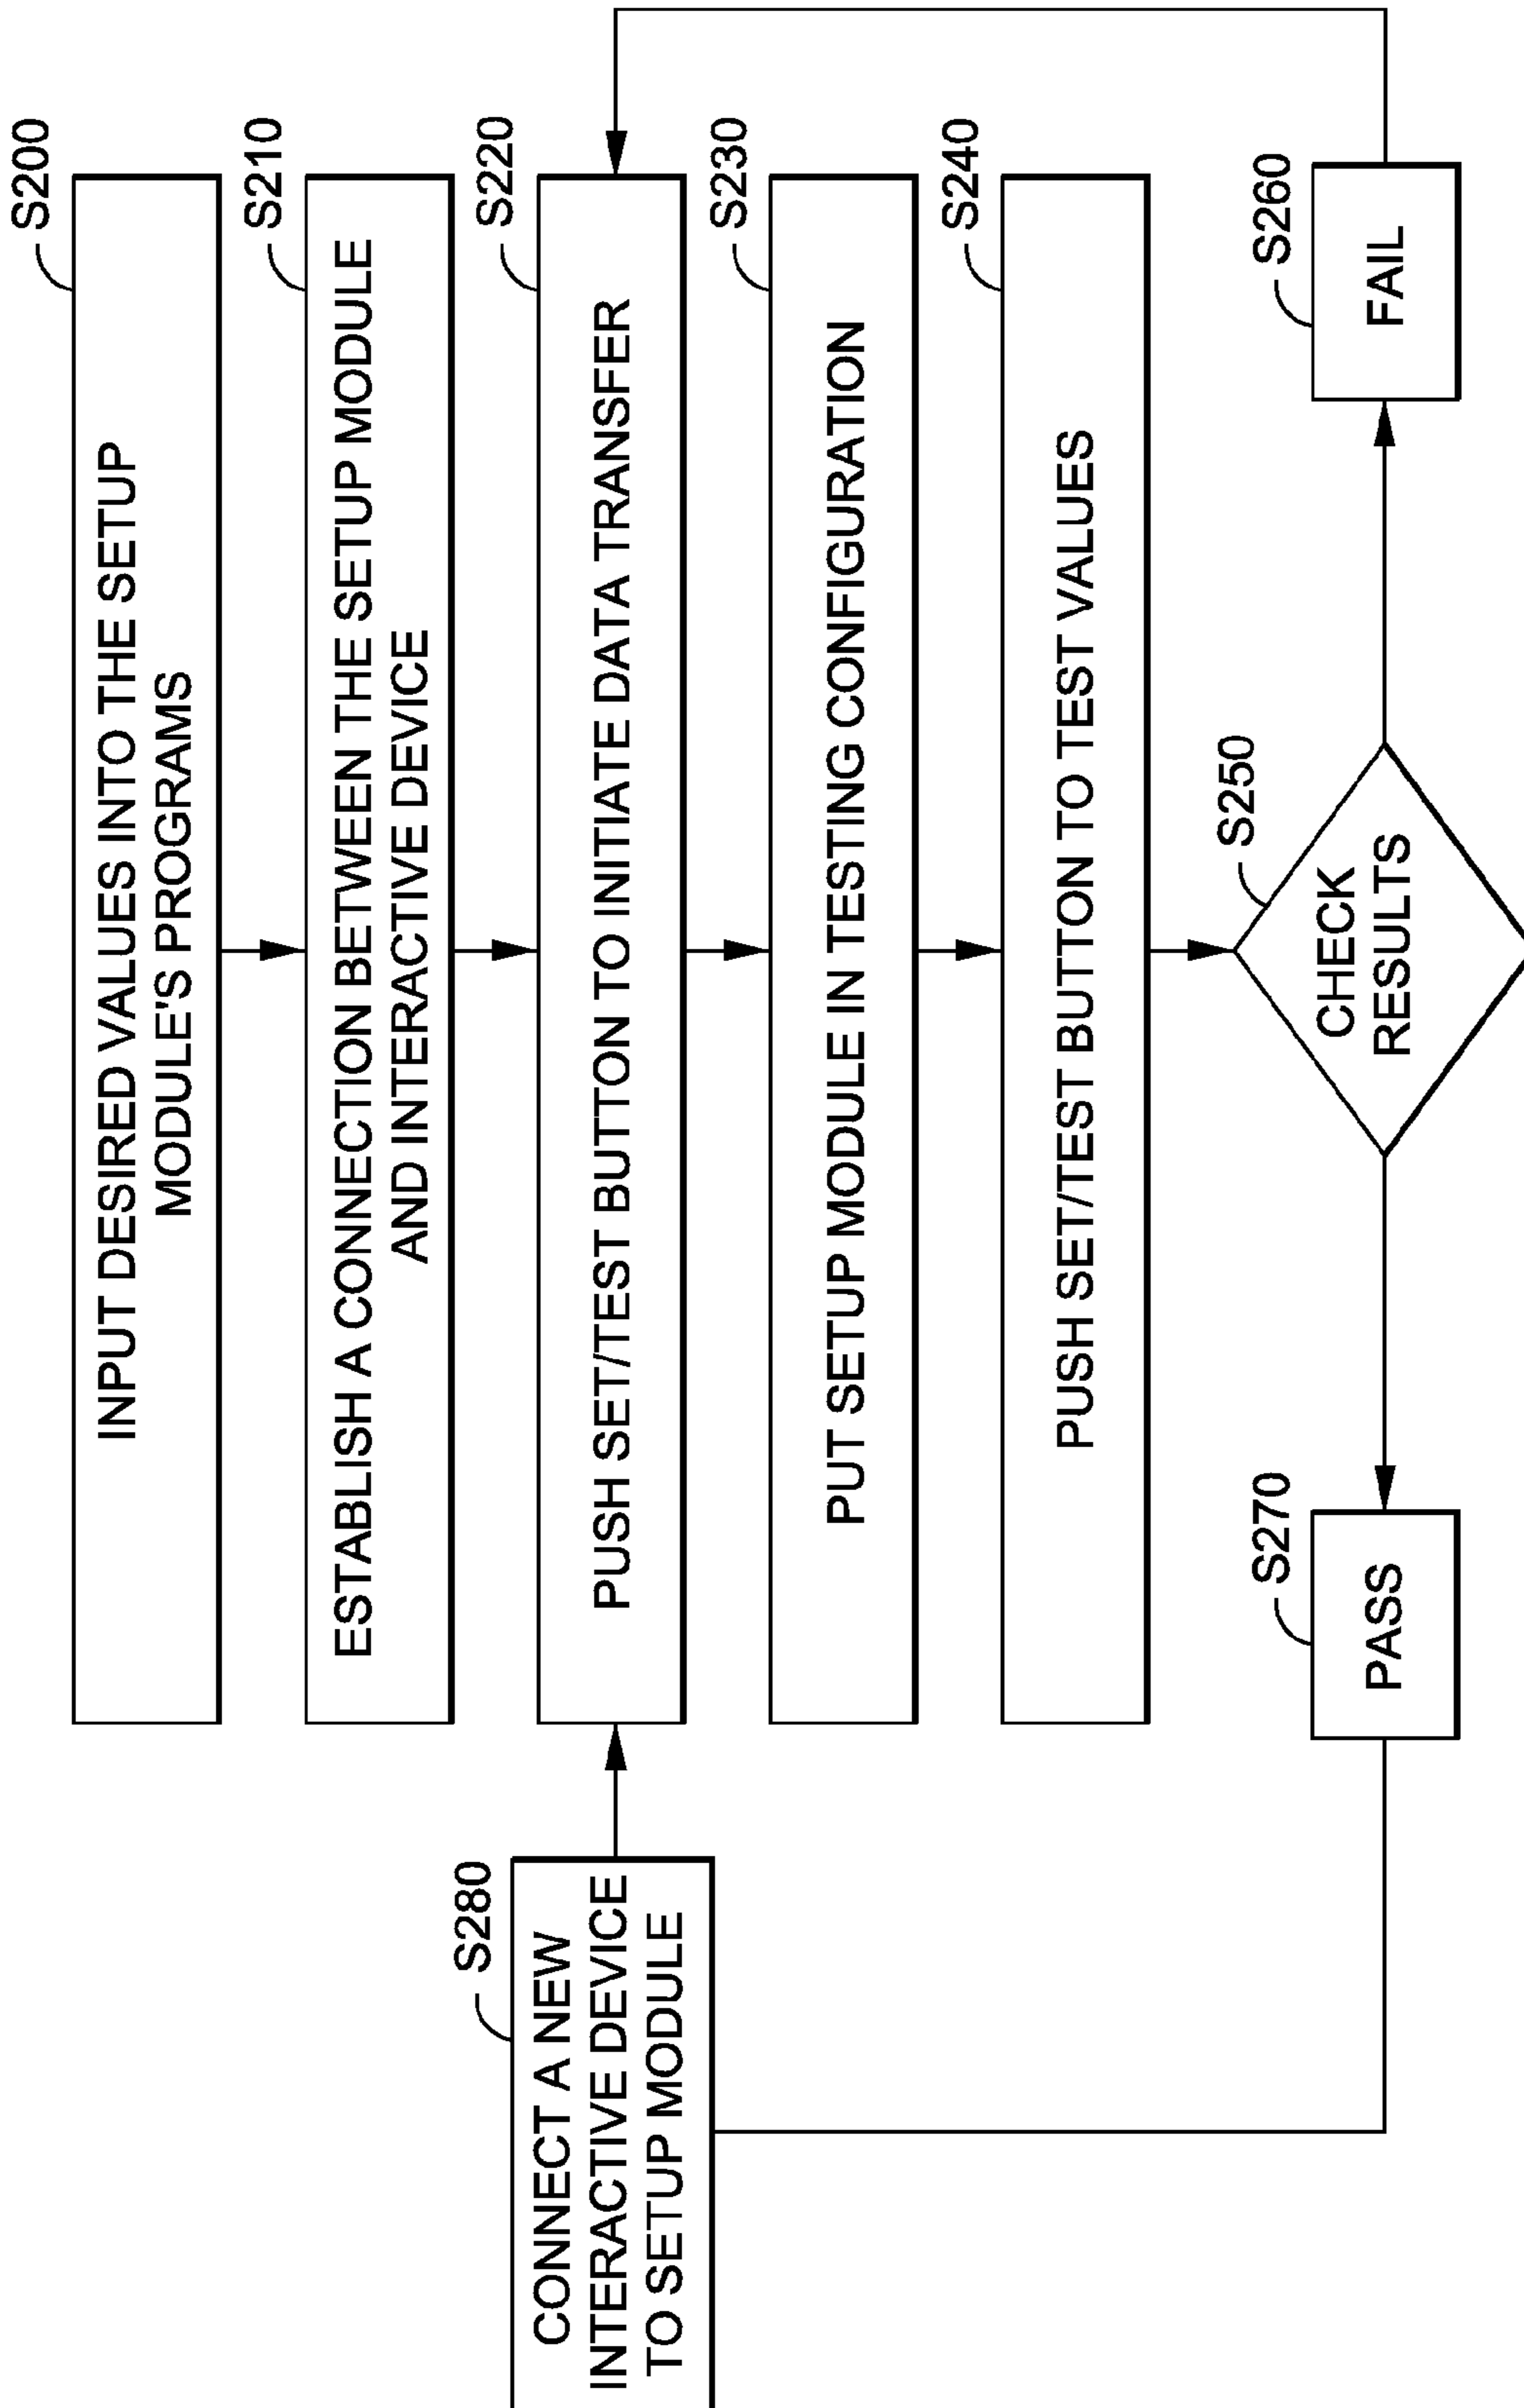 S200
INPUT DESIRED VALUES INTO THE SETUP
MODULE'S PROGRAMS
S210
ESTABLISH A CONNECTION BETWEEN THE SETUP MODULE
AND INTERACTIVE DEVICE
S280
CONNECT A NEW
INTERACTIVE DEVICE
TO SETUP MODULE
S220
PUSH SET/TEST BUTTON TO INITIATE DATA TRANSFER
S230
PUT SETUP MODULE IN TESTING CONFIGURATION
S240
PUSH SET/TEST BUTTON TO TEST VALUES
S250
CHECK
RESULTS
S270
PASS
S260
FAIL